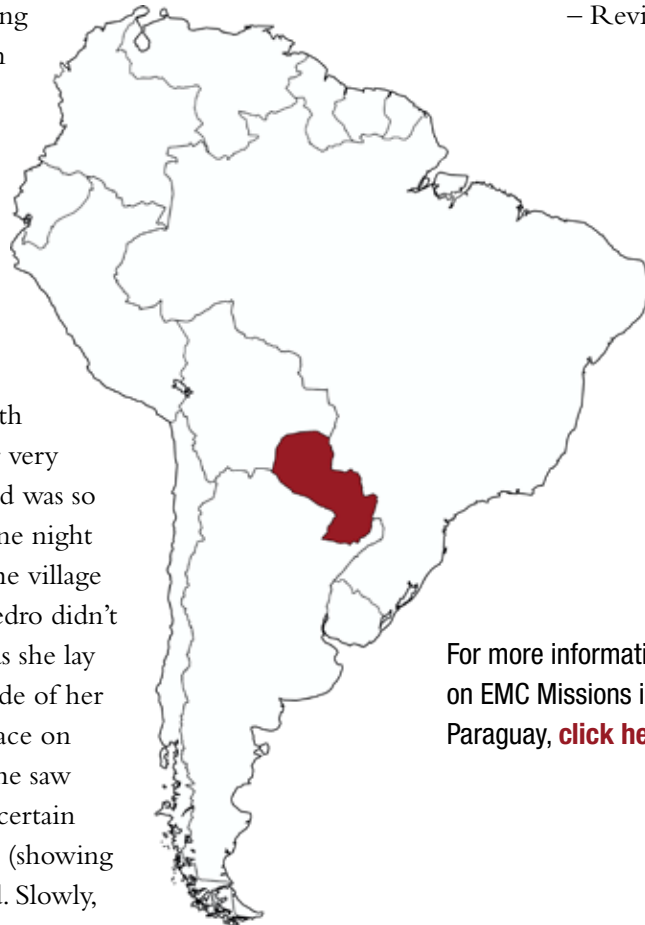 ng
n
th
very
d was so
ne night
he village
edro didn't
s she lay
de of her
ace on
he saw
certain
(showing
d. Slowly,
– Revi
For more informati
on EMC Missions i
Paraguay, click he